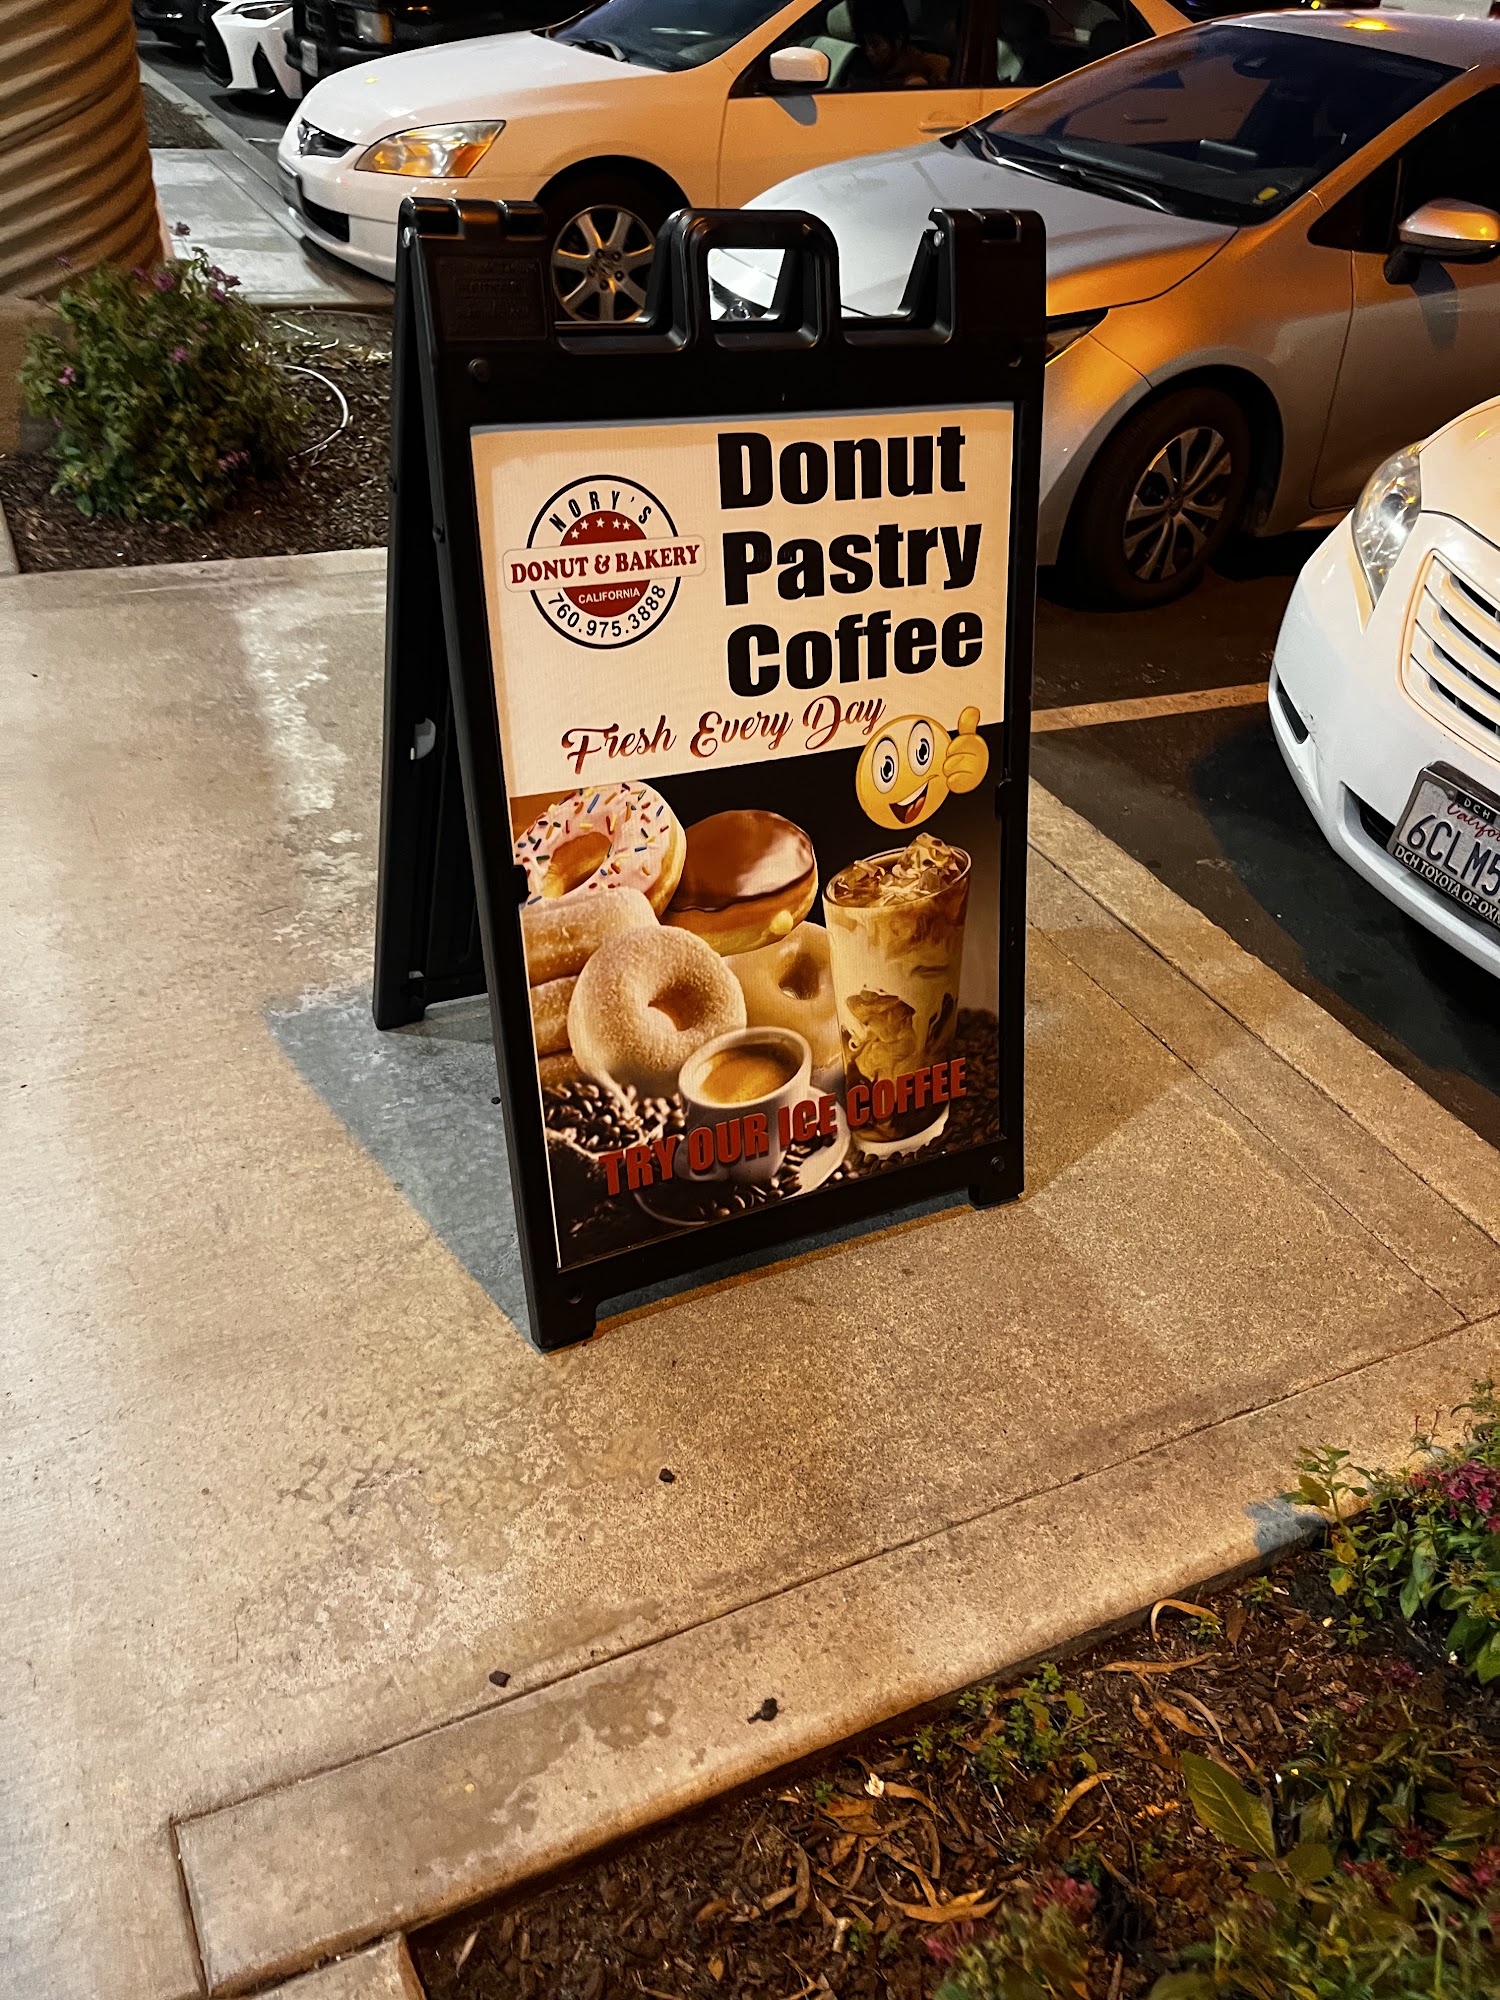 NORY'S
DONUT & BAKERY
CALIFORNIA
760.975.3888
Donut
Pastry
Coffee
Fresh Every Day
TRY OUR ICE COFFEE
DCH
6CLM5
DCH TOYOTA OF OX